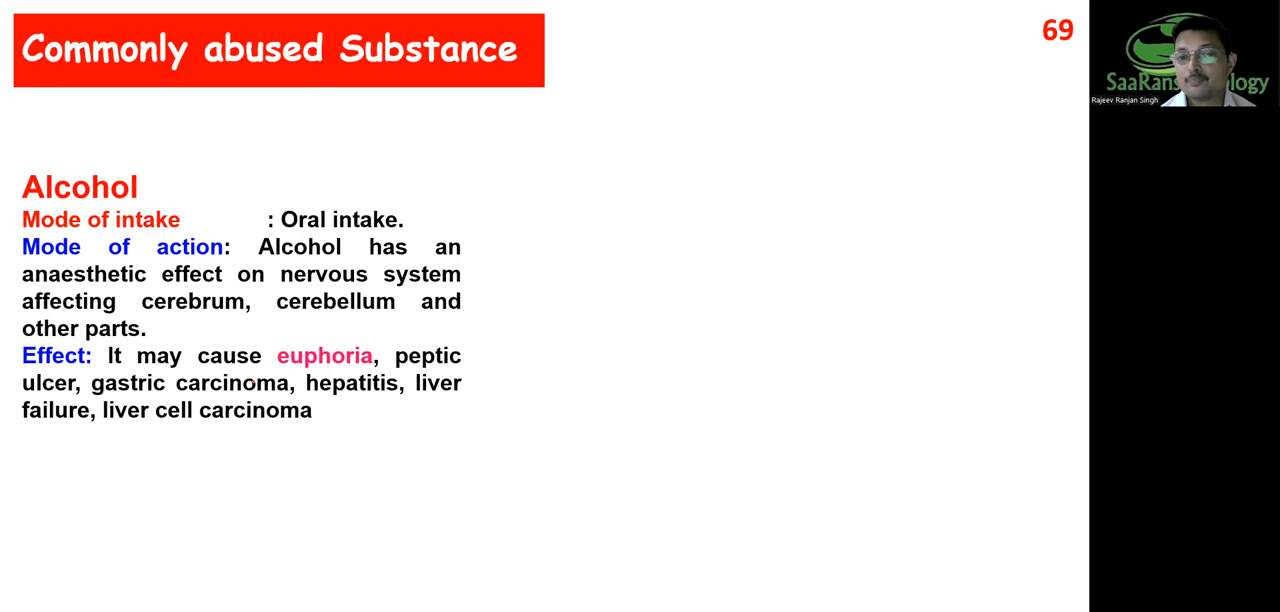 Commonly abused Substance
69
SaaRans ology
Rajeev Ranjan Singh
Alcohol
Mode of intake : Oral intake.
Mode of action: Alcohol has an
anaesthetic effect on nervous system
affecting cerebrum, cerebellum and
other parts.
Effect: It may cause euphoria, peptic
ulcer, gastric carcinoma, hepatitis, liver
failure, liver cell carcinoma